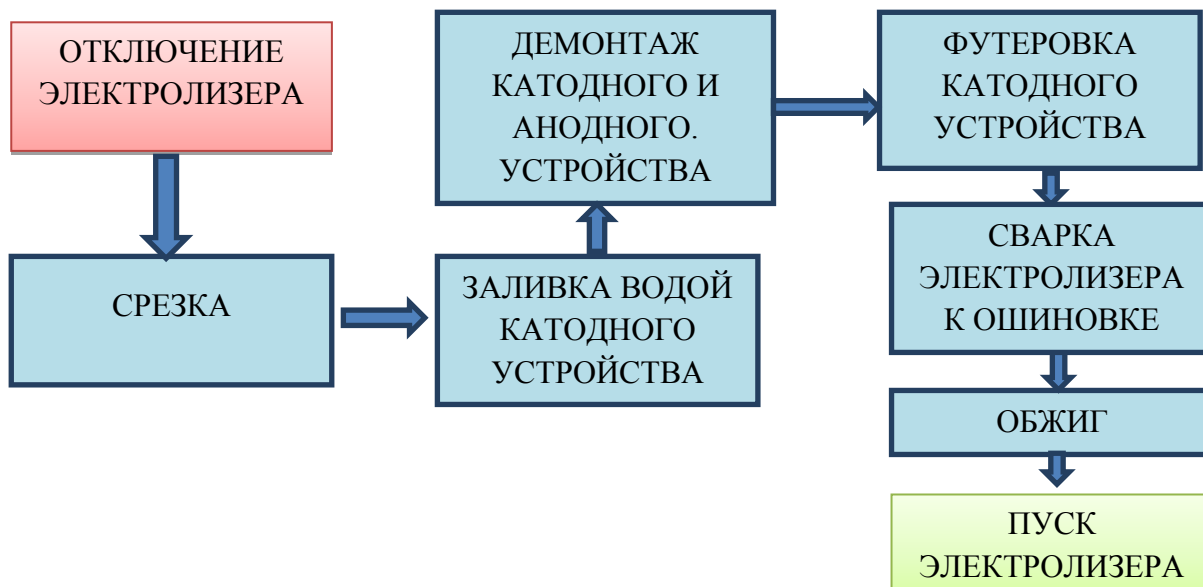 ОТКЛЮЧЕНИЕ
ЭЛЕКТРОЛИЗЕРА
СРЕЗКА
ЗАЛИВКА ВОДОЙ
КАТОДНОГО
УСТРОЙСТВА
ДЕМОНТАЖ
КАТОДНОГО И
АНОДНОГО.
УСТРОЙСТВА
ФУТЕРОВКА
КАТОДНОГО
УСТРОЙСТВА
СВАРКА
ЭЛЕКТРОЛИЗЕРА
К ОШИНОВКЕ
ОБЖИГ
ПУСК
ЭЛЕКТРОЛИЗЕРА